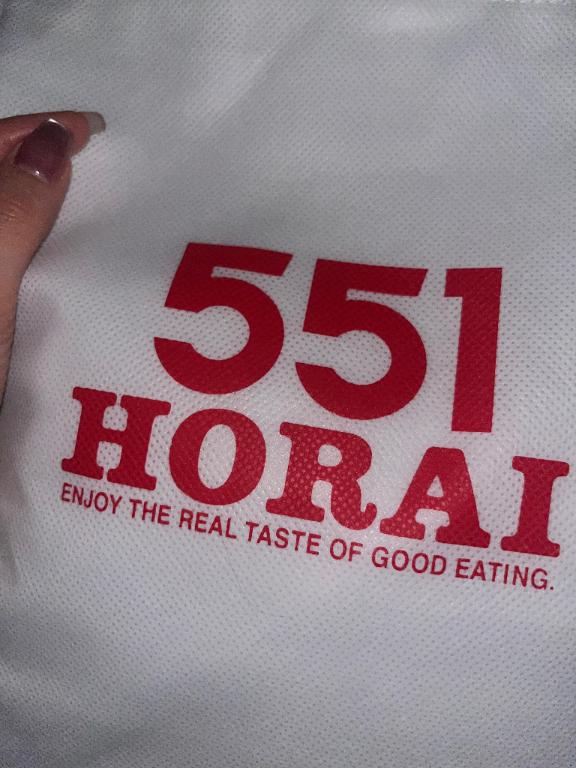 551
HORAI
ENJOY THE REAL TASTE OF GOOD EATING.